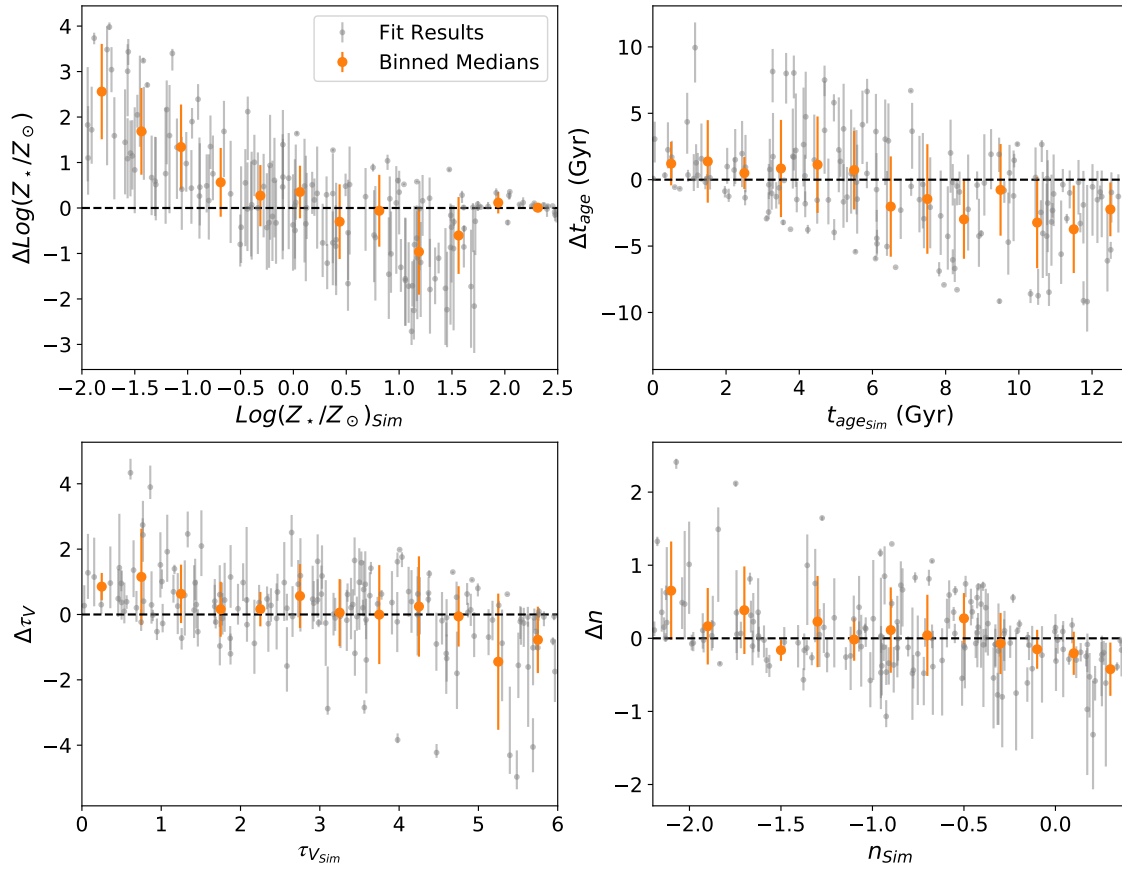 4
3
2
1
0
−1
−2
−3
ΔLog(Z⋆/Z⊙)
−2.0 −1.5 −1.0 −0.5 0.0 0.5 1.0 1.5 2.0 2.5
Log(Z⋆/Z⊙)Sim
Fit Results
Binned Medians
10
5
0
−5
−10
Δtage (Gyr)
0 2 4 6 8 10 12
tageSim (Gyr)
4
2
0
−2
−4
ΔτV
0 1 2 3 4 5 6
τVSim
2
1
0
−1
−2
Δn
−2.0 −1.5 −1.0 −0.5 0.0
nSim